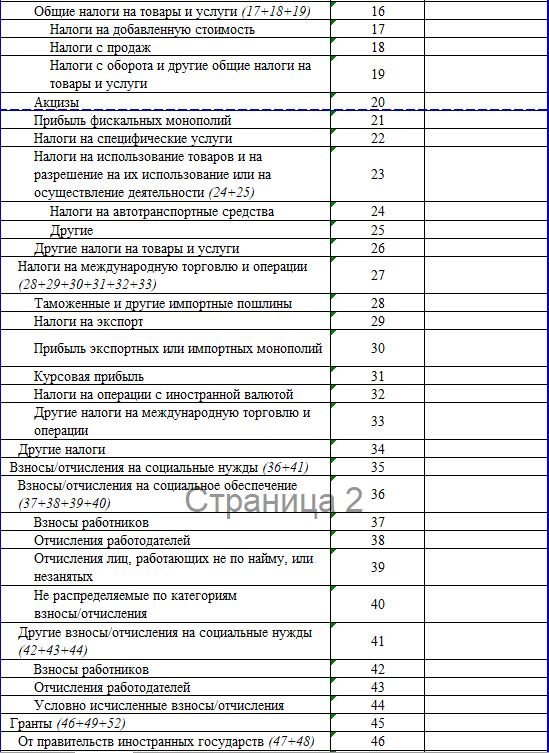 Общие налоги на товары и услуги (17+18+19) 16
Налоги на добавленную стоимость 17
Налоги с продаж 18
Налоги с оборота и другие общие налоги на
товары и услуги 19
Акцизы 20
Прибыль фискальных монополий 21
Налоги на специфические услуги 22
Налоги на использование товаров и на
разрешение на их использование или на 23
осуществление деятельности (24+25)
Налоги на автотранспортные средства 24
Другие 25
Другие налоги на товары и услуги 26
Налоги на международную торговлю и операции
(28+29+30+31+32+33) 27
Таможенные и другие импортные пошлины 28
Налоги на экспорт 29
Прибыль экспортных или импортных монополий 30
Курсовая прибыль 31
Налоги на операции с иностранной валютой 32
Другие налоги на международную торговлю и
операции 33
Другие налоги 34
Взносы/отчисления на социальные нужды (36+41) 35
Взносы/отчисления на социальное обеспечение
(37+38+39+40) 36
Страница 2
Взносы работников 37
Отчисления работодателей 38
Отчисления лиц, работающих не по найму, или
незанятых 39
Не распределяемые по категориям
взносы/отчисления 40
Другие взносы/отчисления на социальные нужды
(42+43+44) 41
Взносы работников 42
Отчисления работодателей 43
Условно исчисленные взносы/отчисления 44
Гранты (46+49+52) 45
От правительств иностранных государств (47+48) 46